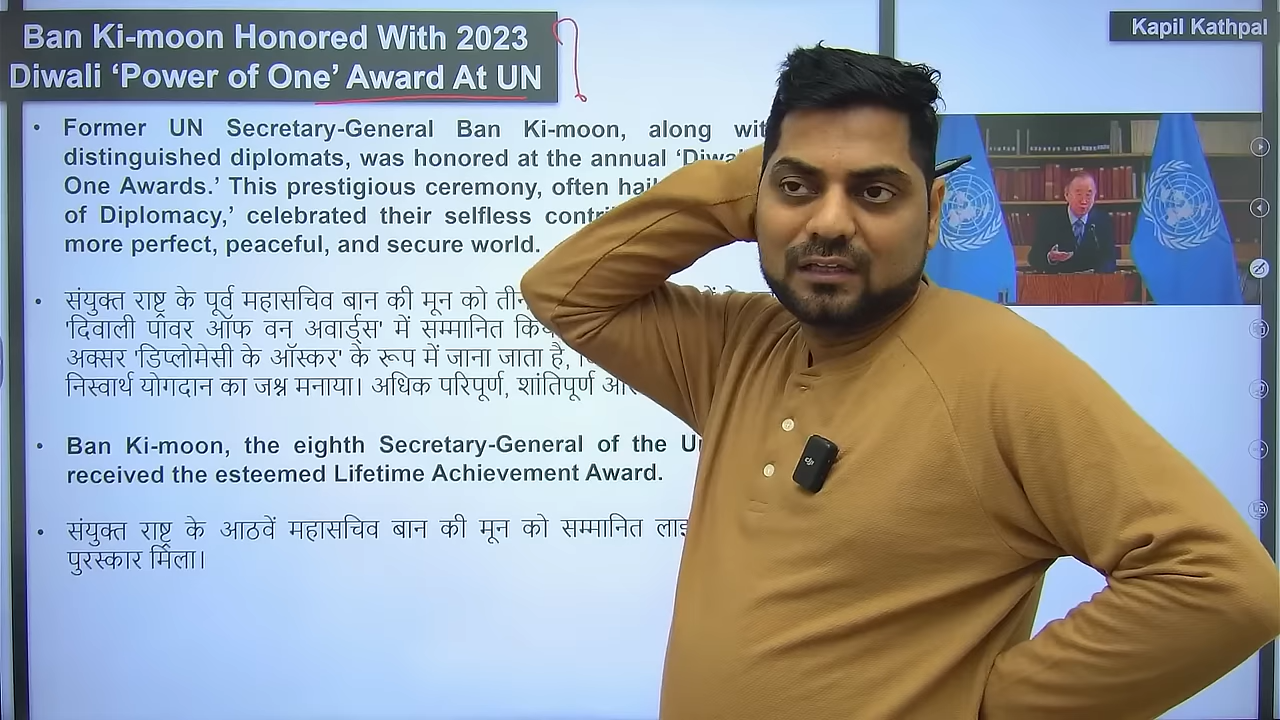 Ban Ki-moon Honored With 2023
Diwali ‘Power of One’ Award At UN
Kapil Kathpal
• Former UN Secretary-General Ban Ki-moon, along
distinguished diplomats, was honored at the annual
One Awards.’ This prestigious ceremony, often
of Diplomacy,’ celebrated their selfless
more perfect, peaceful, and secure world.
• संयुक्त राष्ट्र के पूर्व महासचिव बान की मून को
'दिवाली पावर ऑफ वन अवार्ड्स' में सम्मानित
अक्सर 'डिप्लोमेसी के ऑस्कर' के रूप में जाना जाता है,
निस्वार्थ योगदान का जश्न मनाया। अधिक परिपूर्ण, शांतिपूर्ण
• Ban Ki-moon, the eighth Secretary-General of the
received the esteemed Lifetime Achievement Award.
• संयुक्त राष्ट्र के आठवें महासचिव बान की मून को सम्मानित
पुरस्कार मिला।